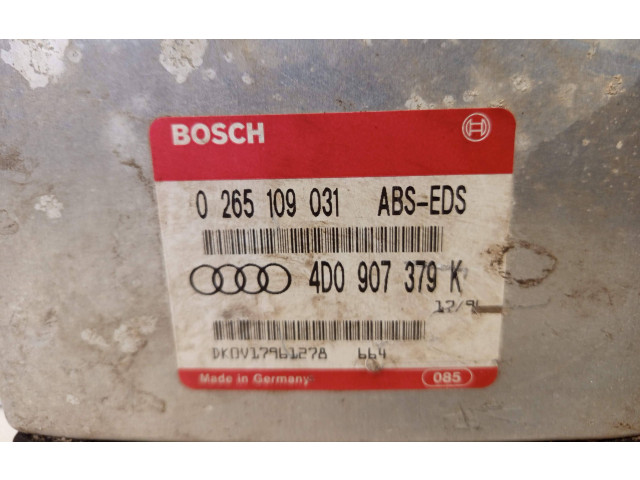 BOSCH
0 265 109 031 ABS-EDS
4D0 907 379 K
DKOV17961278 664
Made in Germany 085